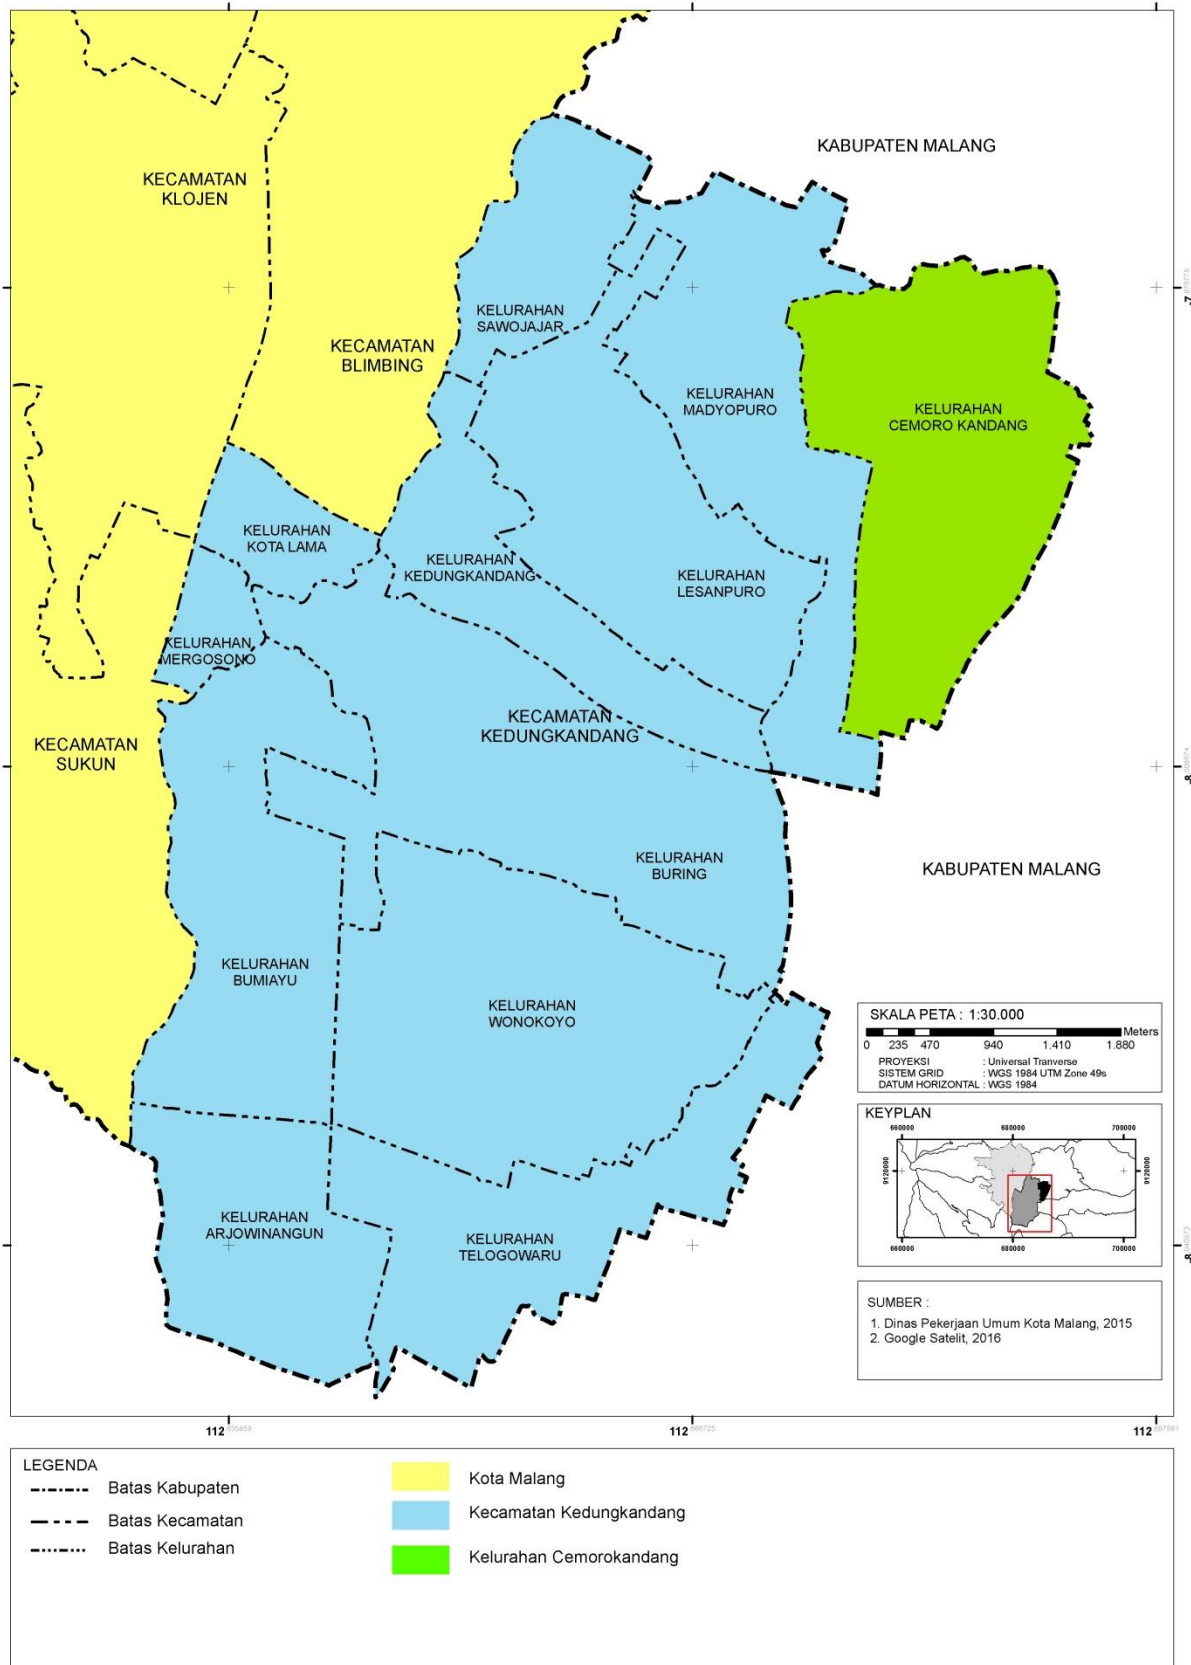 KABUPATEN MALANG
KECAMATAN
KLOJEN
KELURAHAN
SAWOJAJAR
KECAMATAN
BLIMBING
KELURAHAN
MADYOPURO
KELURAHAN
CEMORO KANDANG
KELURAHAN
KOTA LAMA
KELURAHAN
KEDUNGKANDANG
KELURAHAN
LESANPURO
KELURAHAN
MERGOSONO
KECAMATAN
KEDUNGKANDANG
KECAMATAN
SUKUN
KELURAHAN
BURING
KABUPATEN MALANG
KELURAHAN
BUMIAYU
KELURAHAN
WONOKOYO
KELURAHAN
ARJOWINANGUN
KELURAHAN
TELOGOWARU
SKALA PETA : 1:30.000
Meters
0 235 470 940 1.410 1.880
PROYEKSI : Universal Tranverse
SISTEM GRID : WGS 1984 UTM Zone 49s
DATUM HORIZONTAL : WGS 1984
KEYPLAN
660000 680000 700000
9120000 9120000
660000 680000 700000
SUMBER :
1. Dinas Pekerjaan Umum Kota Malang, 2015
2. Google Satelit, 2016
112 112 112
LEGENDA
Batas Kabupaten
Batas Kecamatan
Batas Kelurahan
Kota Malang
Kecamatan Kedungkandang
Kelurahan Cemorokandang